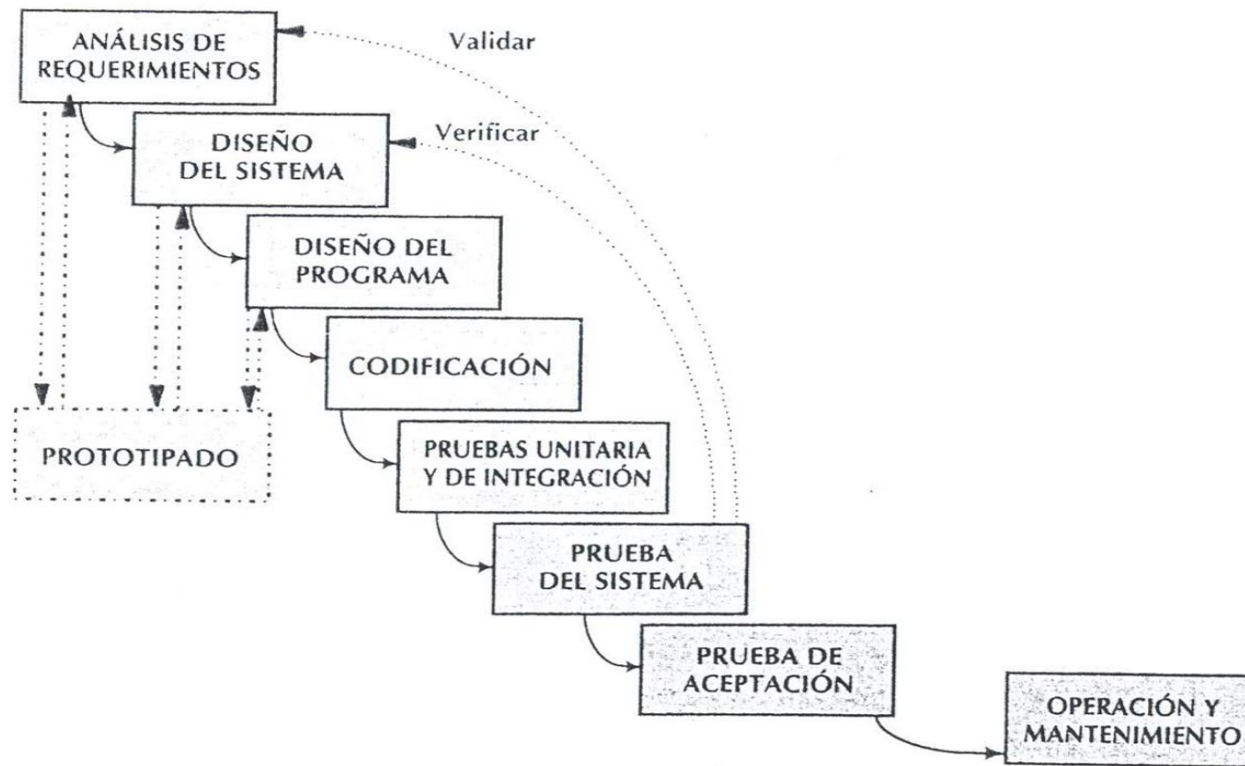 ANÁLISIS DE
REQUERIMIENTOS
Validar
DISEÑO
DEL SISTEMA
Verificar
DISEÑO DEL
PROGRAMA
CODIFICACIÓN
PROTOTIPADO
PRUEBAS UNITARIA
Y DE INTEGRACIÓN
PRUEBA
DEL SISTEMA
PRUEBA DE
ACEPTACIÓN
OPERACIÓN Y
MANTENIMIENTO